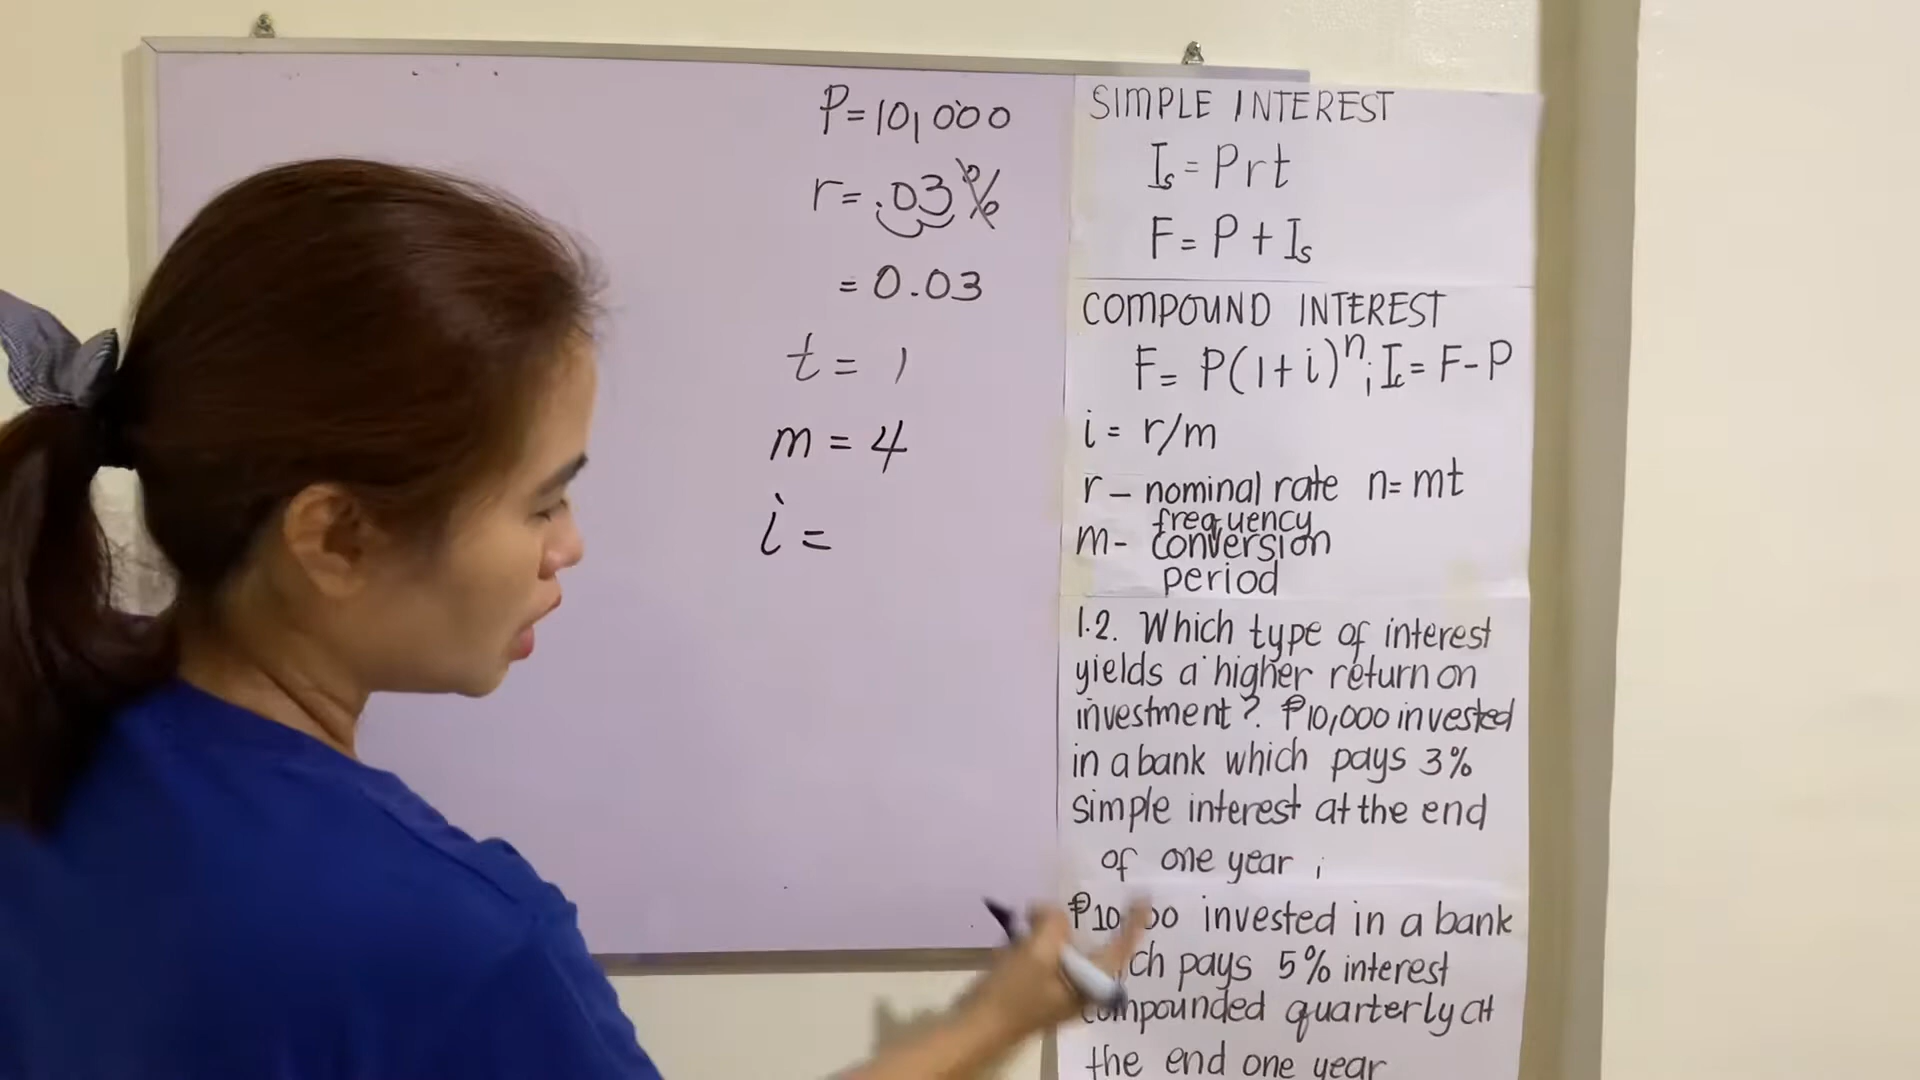 P=10,000
r=.03%
=0.03
t=1
m=4
i=
SIMPLE INTEREST
Is=Prt
F=P+Is
COMPOUND INTEREST
F=P(1+i)ⁿ;Ic=F-P
i=r/m
r-nominal rate n=mt
frequency
m-conversion
period
1.2. Which type of interest
yields a higher return on
investment? ₱10,000 invested
in a bank which pays 3%
simple interest at the end
of one year;
invested in a bank
pays 5% interest
compounded quarterly at
the end one year